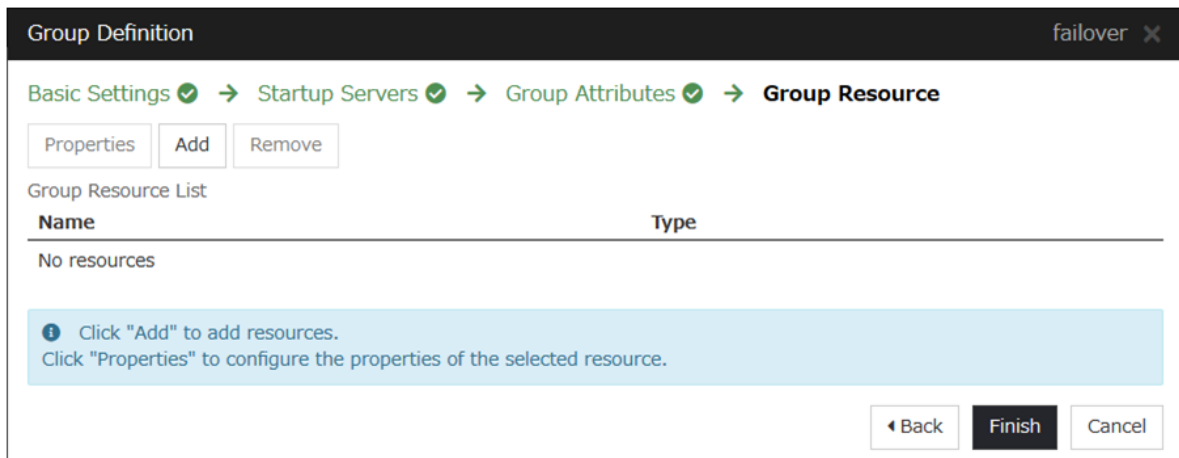 Group Definition failover
Basic Settings → Startup Servers → Group Attributes → Group Resource
Properties Add Remove
Group Resource List
Name Type
No resources
Click "Add" to add resources.
Click "Properties" to configure the properties of the selected resource.
Back Finish Cancel